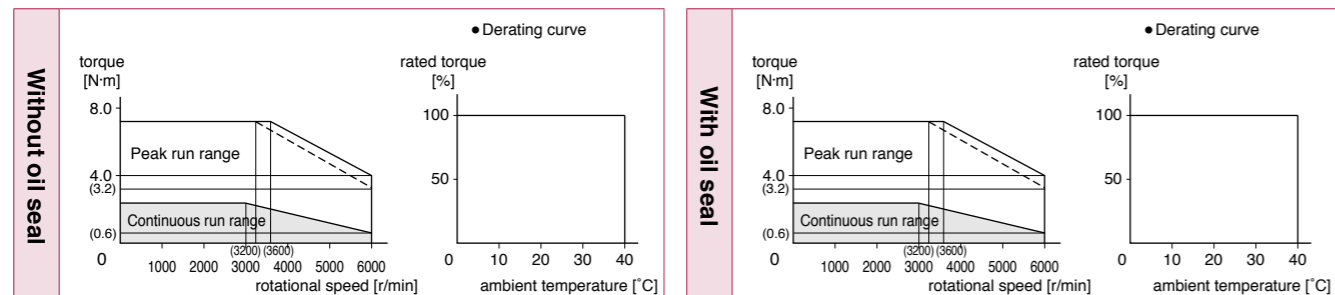 Without oil seal
● Derating curve
torque
[N·m]
8.0
4.0
(3.2)
(0.6)
0
Peak run range
Continuous run range
(3200) (3600)
1000 2000 3000 4000 5000 6000
rotational speed [r/min]
rated torque
[%]
100
50
0 10 20 30 40
ambient temperature [˚C]
With oil seal
● Derating curve
torque
[N·m]
8.0
4.0
(3.2)
(0.6)
0
Peak run range
Continuous run range
(3200) (3600)
1000 2000 3000 4000 5000 6000
rotational speed [r/min]
rated torque
[%]
100
50
0 10 20 30 40
ambient temperature [˚C]